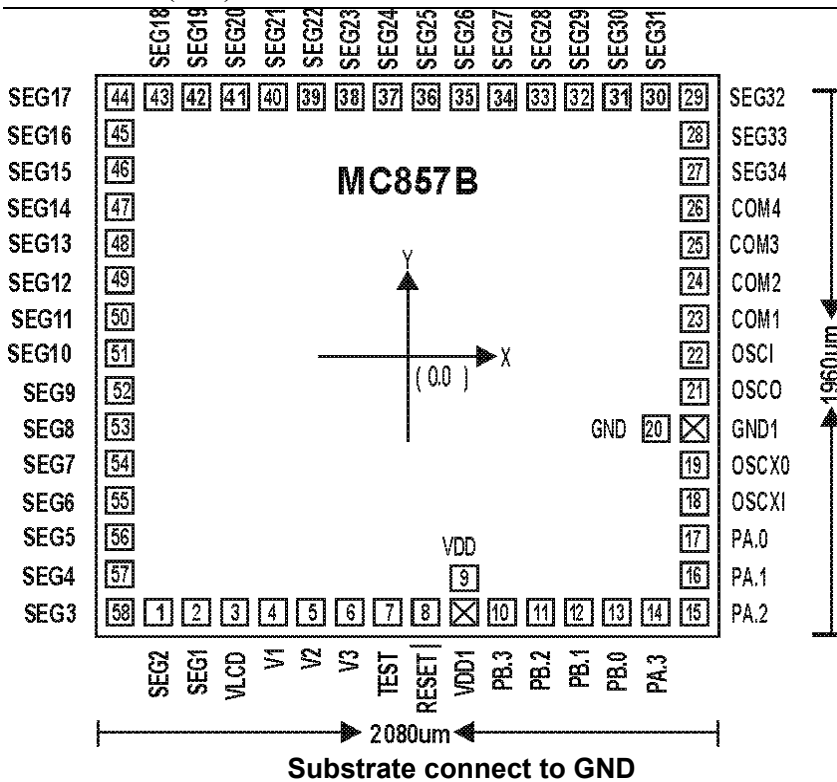 SEG18 SEG19 SEG20 SEG21 SEG22 SEG23 SEG24 SEG25 SEG26 SEG27 SEG28 SEG29 SEG30 SEG31
SEG17 44 43 42 41 40 39 38 37 36 35 34 33 32 31 30 29 SEG32
SEG16 45 28 SEG33
SEG15 46 MC857B 27 SEG34
SEG14 47 26 COM4
SEG13 48 25 COM3
Y
SEG12 49 24 COM2
SEG11 50 23 COM1
SEG10 51 X 22 OSCI
(0.0 )
1960um
SEG9 52 21 OSCO
SEG8 53 GND 20 GND1
SEG7 54 19 OSCX0
SEG6 55 18 OSCXI
SEG5 56 17 PA.0
VDD
SEG4 57 9 16 PA.1
SEG3 58 1 2 3 4 5 6 7 8 10 11 12 13 14 15 PA.2
SEG2 SEG1 VLCD V1 V2 V3 TEST RESET VDD1 PB.3 PB.2 PB.1 PB.0 PA.3
2080um
Substrate connect to GND